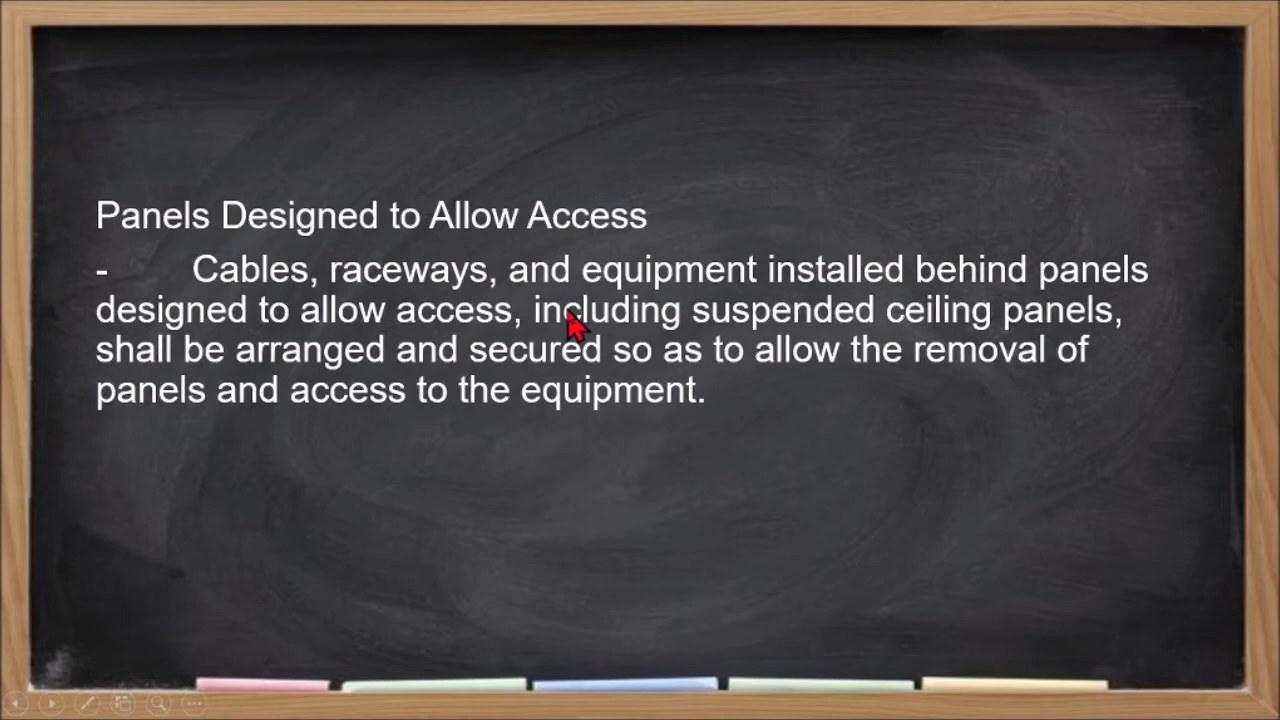 Panels Designed to Allow Access
- Cables, raceways, and equipment installed behind panels
designed to allow access, including suspended ceiling panels,
shall be arranged and secured so as to allow the removal of
panels and access to the equipment.